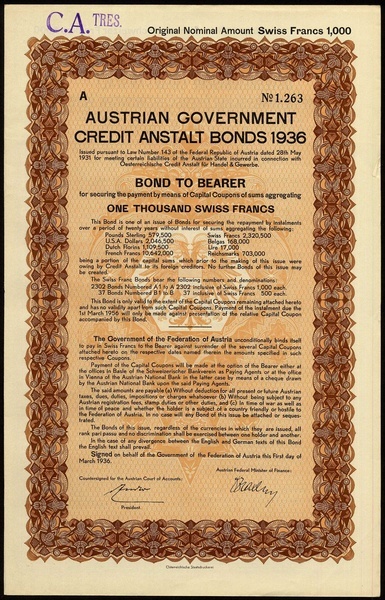 C.A. TRES.
Original Nominal Amount Swiss Francs 1,000
A
No 1.263
AUSTRIAN GOVERNMENT
CREDIT ANSTALT BONDS 1936
Issued pursuant to Law Number 143 of the Federal Republic of Austria dated 28th May
1931 for meeting certain liabilities of the Austrian State incurred in connection with
Oesterreichische Credit Anstalt für Handel & Gewerbe.
BOND TO BEARER
for securing the payment by means of Capital Coupons of sums aggregating
ONE THOUSAND SWISS FRANCS
This Bond is one of an issue of Bonds for securing the repayment by instalments
over a period of twenty years without interest of sums aggregating the following:
Pounds Sterling 579,500 Swiss Francs 2,320,500
U.S.A. Dollars 2,046,500 Belgas 168,000
Dutch Florins 1,109,500 Lire 17,000
French Francs 10,642,000 Reichsmarks 703,000
being a portion of the capital sums which prior to the making of this issue were
owing by Credit Anstalt to its foreign creditors. No further Bonds of this issue may
be created.
The Swiss Francs Bonds bear the following numbers and denominations:
2302 Bonds Numbered A 1 to A 2302 inclusive of Swiss Francs 1,000 each.
37 Bonds Numbered B 1 to B 37 inclusive of Swiss Francs 500 each.
This Bond is only valid to the extent of the Capital Coupons remaining attached hereto
and has no validity apart from such Capital Coupons. Payment of the instalment due the
1st March 1956 will only be made against presentation of the relative Capital Coupon
accompanied by this Bond.
The Government of the Federation of Austria unconditionally binds itself
to pay in Swiss Francs to the Bearer against surrender of the several Capital Coupons
attached hereto on the respective dates named therein the amounts specified in such
respective Coupons.
Payment of the Capital Coupons will be made at the option of the Bearer either at
the offices in Basle of the Schweizerischer Bankverein as Paying Agents or at the office
in Vienna of the Austrian National Bank in the latter case by means of a cheque drawn
by the Austrian National Bank upon the said Paying Agents.
The said amounts are payable (a) Without deduction for all present or future Austrian
taxes, dues, duties, impositions or charges whatsoever (b) Without being subject to any
Austrian registration fees, stamp duties or other duties, and (c) In time of war as well as
in time of peace and whether the holder is a subject of a country friendly or hostile to
the Federation of Austria. In no case will any Bond of this issue be attached or seques-
trated.
The Bonds of this issue, regardless of the currencies in which they are issued, all
rank pari passu and no discrimination shall be exercised between one holder and another.
In the case of any divergence between the English and German texts of this Bond
the English text shall prevail.
Signed on behalf of the Government of the Federation of Austria this First day of
March 1936.
Austrian Federal Minister of Finance:
Countersigned for the Austrian Court of Accounts:
President
Österreichische Staatsdruckerei